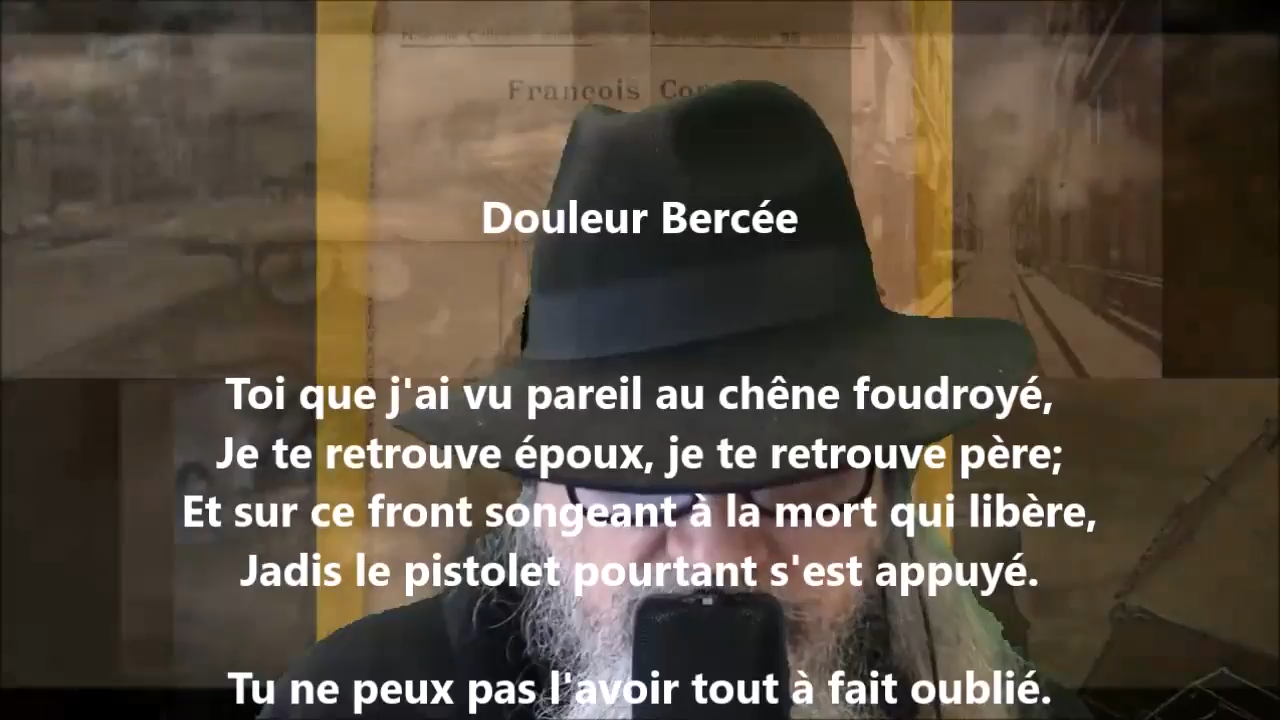 François
Douleur Bercée
Toi que j'ai vu pareil au chêne foudroyé,
Je te retrouve époux, je te retrouve père;
Et sur ce front songeant à la mort qui libère,
Jadis le pistolet pourtant s'est appuyé.
Tu ne peux pas l'avoir tout à fait oublié.